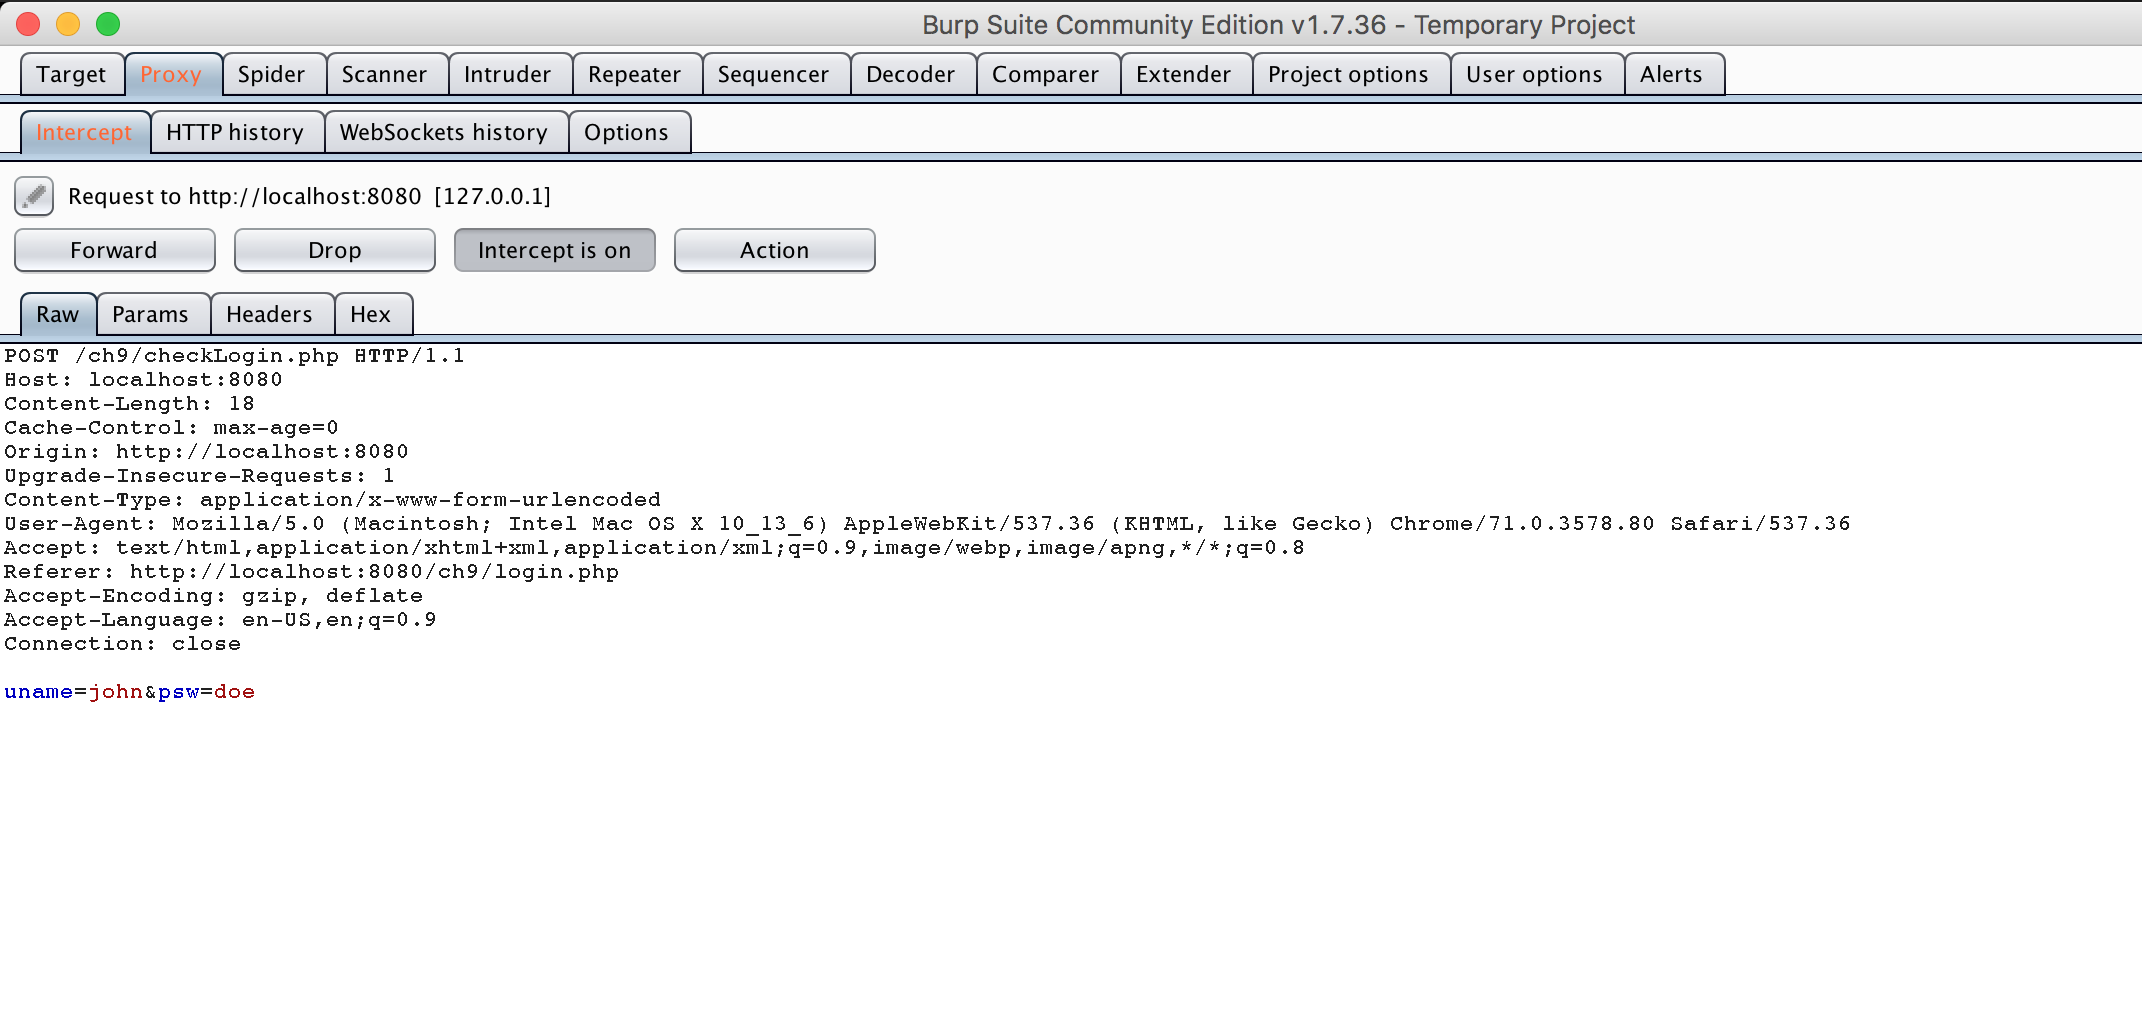 Burp Suite Community Edition v1.7.36 - Temporary Project
Target Proxy Spider Scanner Intruder Repeater Sequencer Decoder Comparer Extender Project options User options Alerts
Intercept HTTP history WebSockets history Options
Request to http://localhost:8080 [127.0.0.1]
Forward Drop Intercept is on Action
Raw Params Headers Hex
POST /ch9/checkLogin.php HTTP/1.1
Host: localhost:8080
Content-Length: 18
Cache-Control: max-age=0
Origin: http://localhost:8080
Upgrade-Insecure-Requests: 1
Content-Type: application/x-www-form-urlencoded
User-Agent: Mozilla/5.0 (Macintosh; Intel Mac OS X 10_13_6) AppleWebKit/537.36 (KHTML, like Gecko) Chrome/71.0.3578.80 Safari/537.36
Accept: text/html,application/xhtml+xml,application/xml;q=0.9,image/webp,image/apng,*/*;q=0.8
Referer: http://localhost:8080/ch9/login.php
Accept-Encoding: gzip, deflate
Accept-Language: en-US,en;q=0.9
Connection: close
uname=john&psw=doe